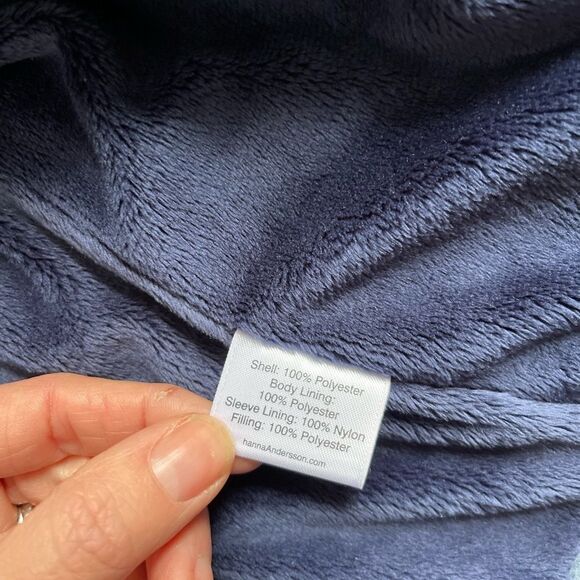 Shell: 100% Polyester
Body Lining:
100% Polyester
Sleeve Lining: 100% Nylon
Filling: 100% Polyester
hannaAndersson.com